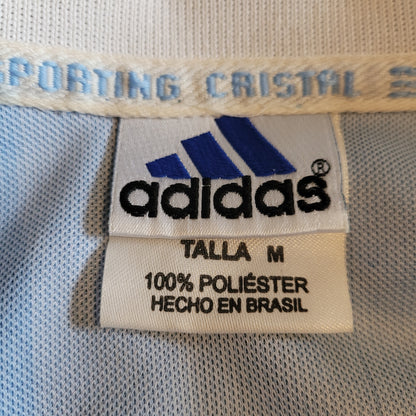 SPORTING CRISTAL
adidas®
TALLA M
100% POLIÉSTER
HECHO EN BRASIL